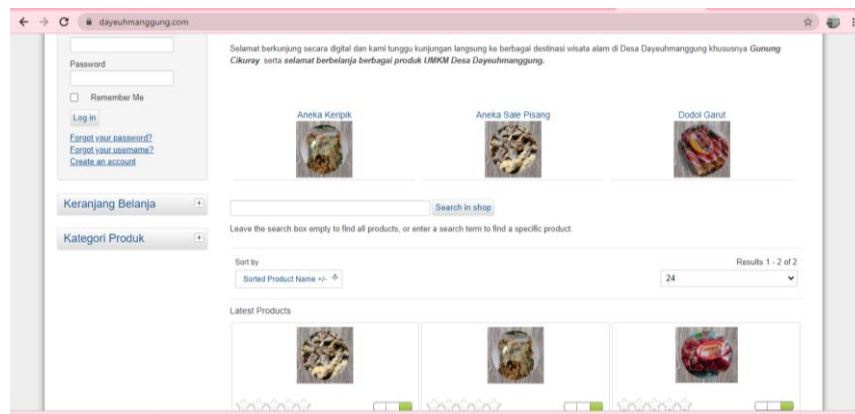 dayeuhmanggung.com
Password
Remember Me
Log in
Forgot your password?
Forgot your username?
Create an account
Keranjang Belanja
Kategori Produk
Selamat berkunjung secara digital dan kami tunggu kunjungan langsung ke berbagai destinasi wisata alam di Desa Dayeuhmanggung khususnya Gunung
Cikuray serta selamat berbelanja berbagai produk UMKM Desa Dayeuhmanggung.
Aneka Keripik
Aneka Sale Pisang
Dodol Garut
Search in shop
Leave the search box empty to find all products, or enter a search term to find a specific product.
Sort by
Results 1 - 2 of 2
Sorted Product Name +/-
24
Latest Products